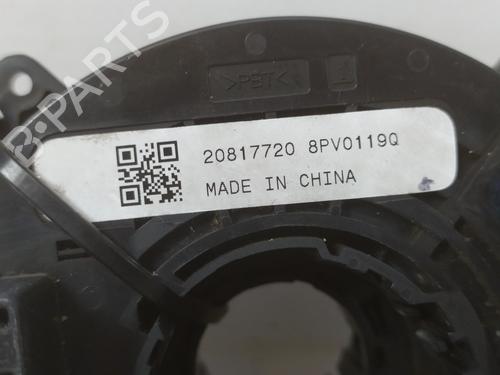 >PBT<
20817720 8PV0119Q
MADE IN CHINA
B-PARTS